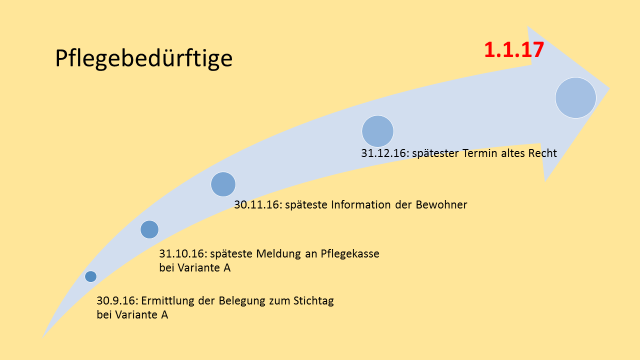 Pflegebedürftige
1.1.17
31.12.16: spätester Termin altes Recht
30.11.16: späteste Information der Bewohner
31.10.16: späteste Meldung an Pflegekasse
bei Variante A
30.9.16: Ermittlung der Belegung zum Stichtag
bei Variante A